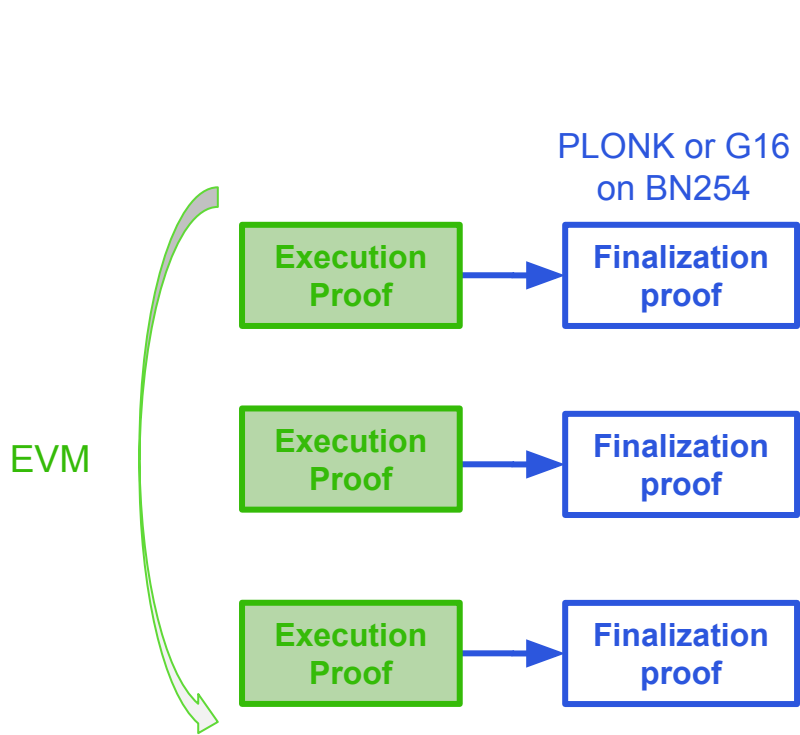 PLONK or G16
on BN254
Execution
Proof
Finalization
proof
EVM
Execution
Proof
Finalization
proof
Execution
Proof
Finalization
proof